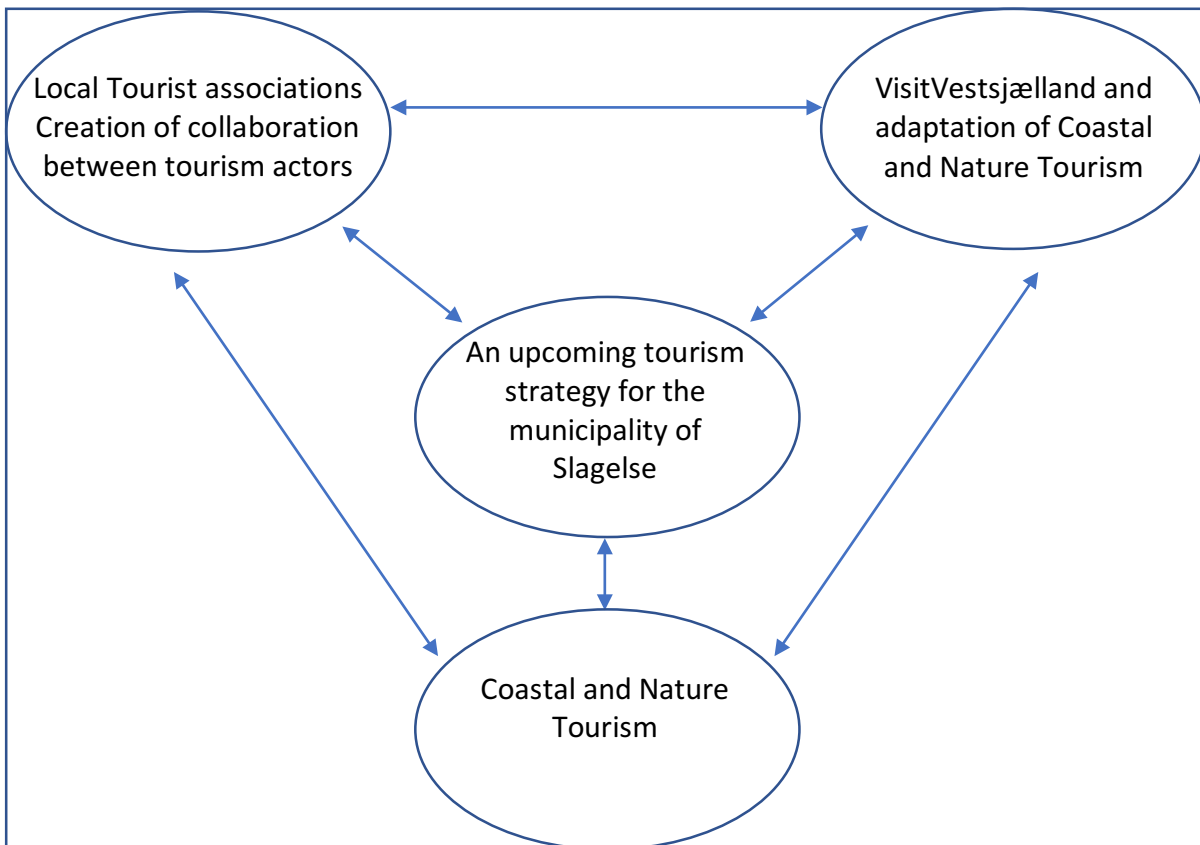 Local Tourist associations
Creation of collaboration
between tourism actors
VisitVestsjælland and
adaptation of Coastal
and Nature Tourism
An upcoming tourism
strategy for the
municipality of
Slagelse
Coastal and Nature
Tourism